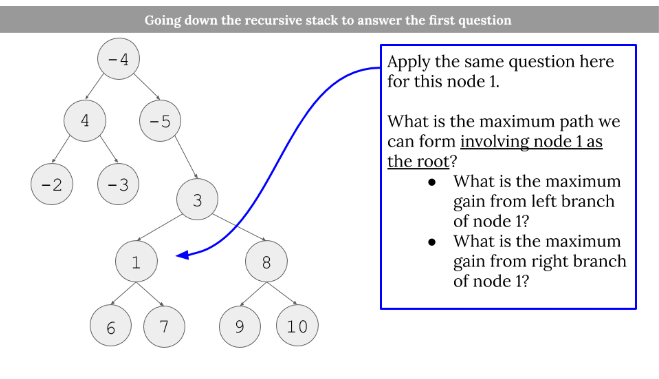 Going down the recursive stack to answer the first question
-4
4
-5
-2
-3
3
1
8
6
7
9
10
Apply the same question here
for this node 1.
What is the maximum path we
can form involving node 1 as
the root?
● What is the maximum
gain from left branch
of node 1?
● What is the maximum
gain from right branch
of node 1?